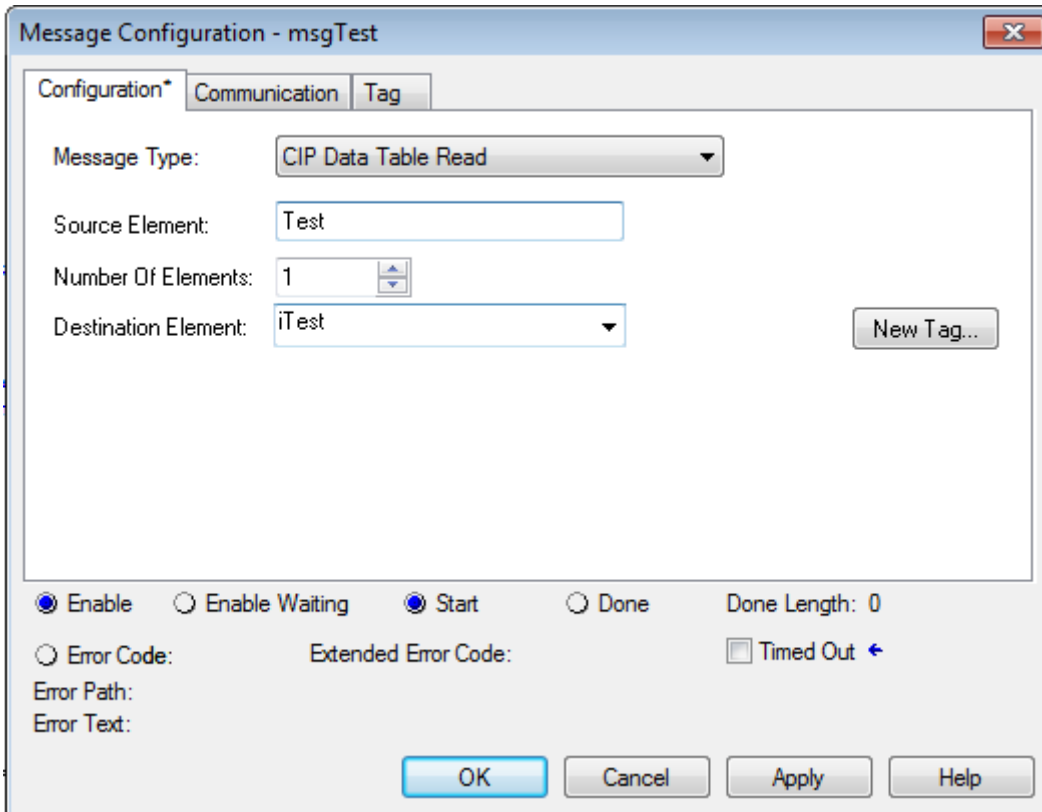 Message Configuration - msgTest
Configuration* Communication Tag
Message Type: CIP Data Table Read
Source Element: Test
Number Of Elements: 1
Destination Element: iTest New Tag...
Enable Enable Waiting Start Done Done Length: 0
Error Code: Extended Error Code: Timed Out
Error Path:
Error Text:
OK Cancel Apply Help